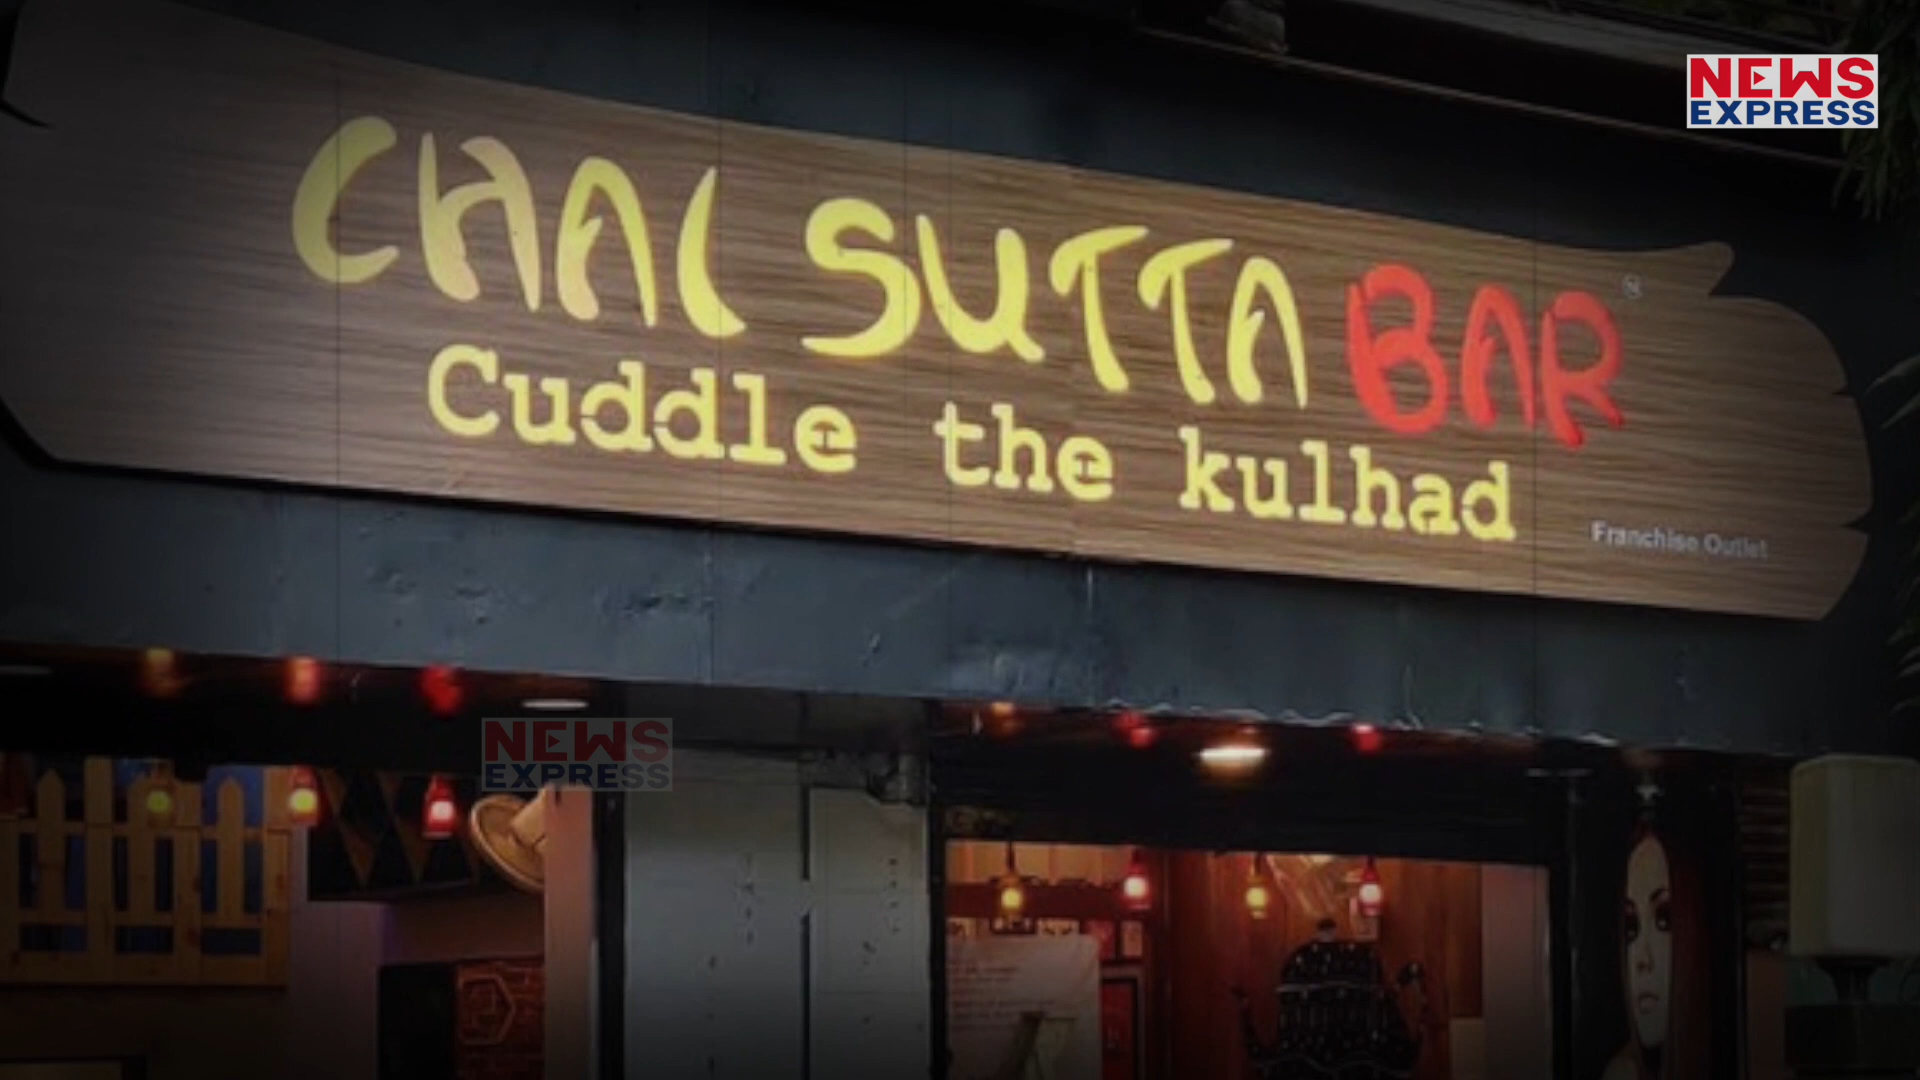 NEWS
EXPRESS
CHAI SUTTA BAR
®
Cuddle the kulhad
Franchise Outlet
NEWS
EXPRESS